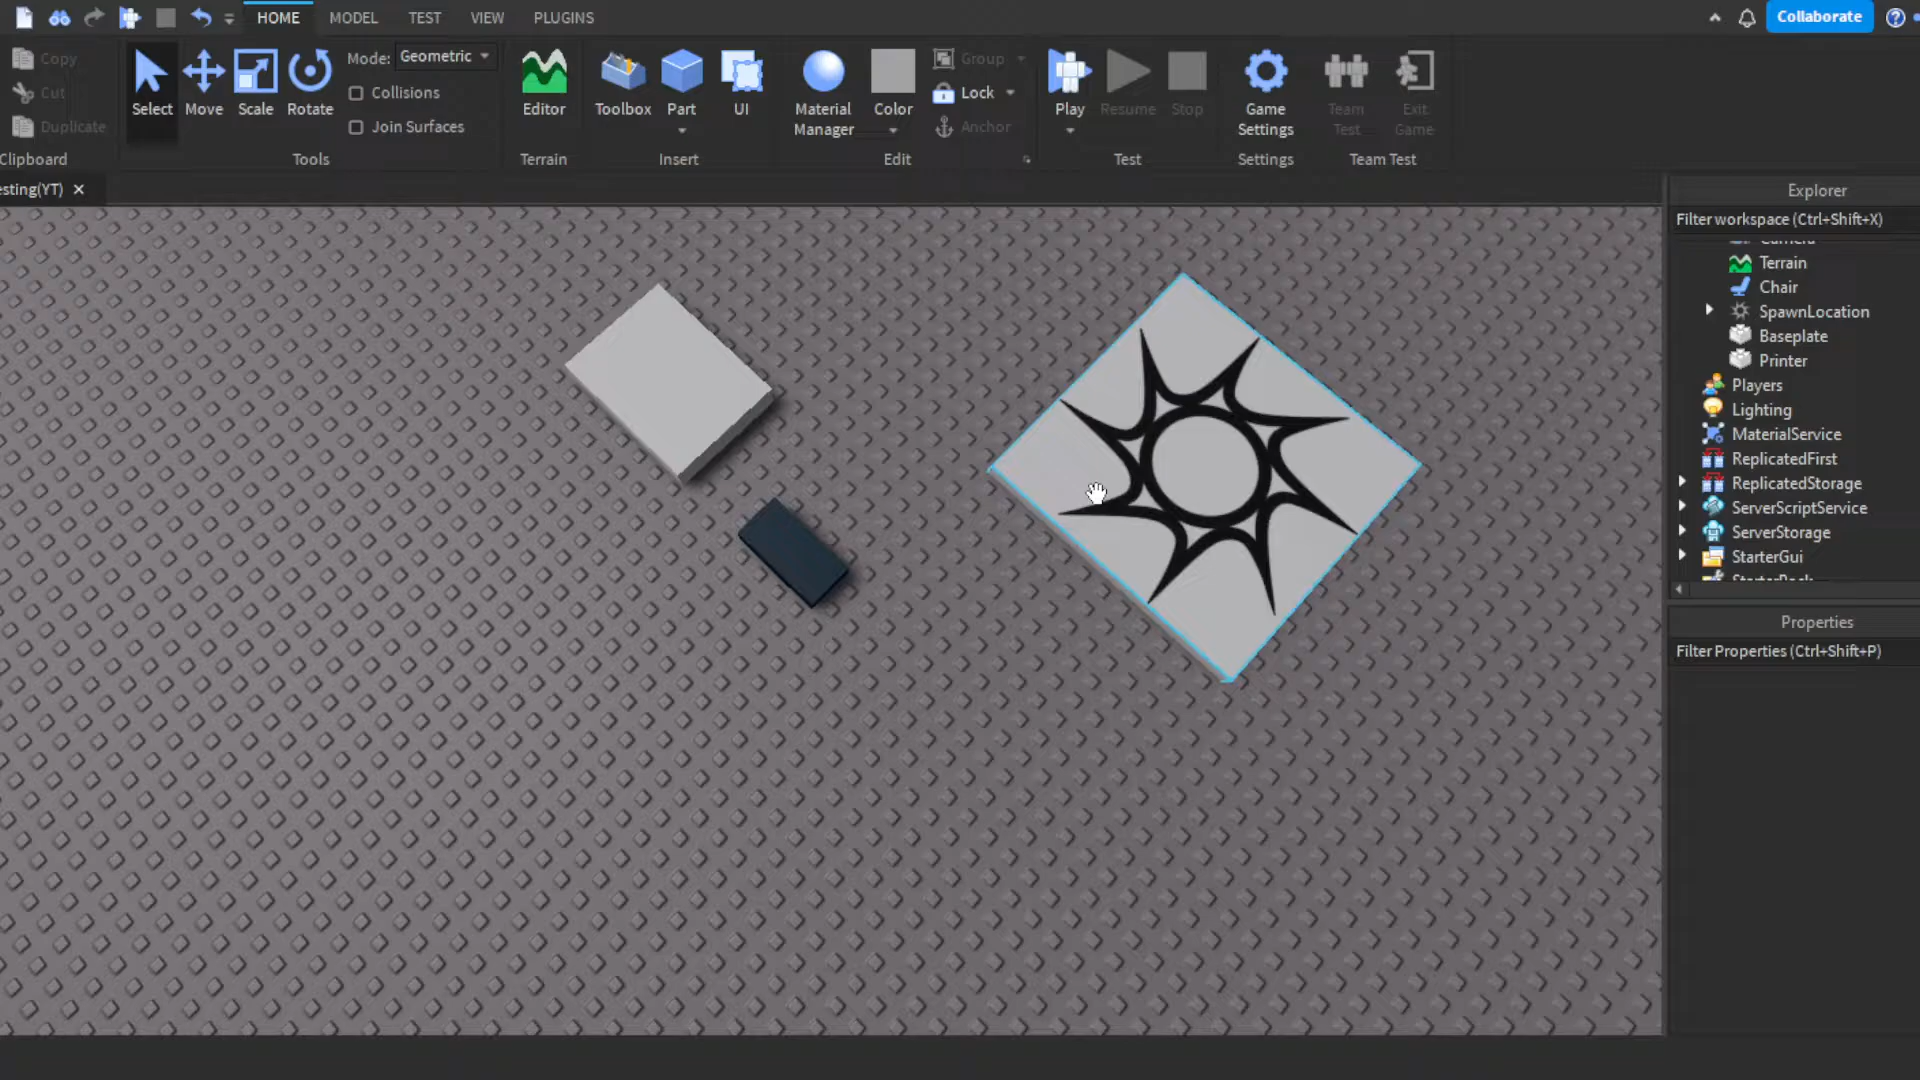 HOME MODEL TEST VIEW PLUGINS Collaborate
Copy
Cut
Duplicate
Clipboard
Select Move Scale Rotate
Mode: Geometric
Collisions
Join Surfaces
Tools
Editor
Terrain
Toolbox Part UI
Insert
Material
Manager
Color
Group
Lock
Anchor
Edit
Play Resume Stop
Test
Game
Settings
Settings
Team
Test
Exit
Game
Team Test
esting(YT)
Explorer
Filter workspace (Ctrl+Shift+X)
Camera
Terrain
Chair
SpawnLocation
Baseplate
Printer
Players
Lighting
MaterialService
ReplicatedFirst
ReplicatedStorage
ServerScriptService
ServerStorage
StarterGui
StarterPack
Properties
Filter Properties (Ctrl+Shift+P)